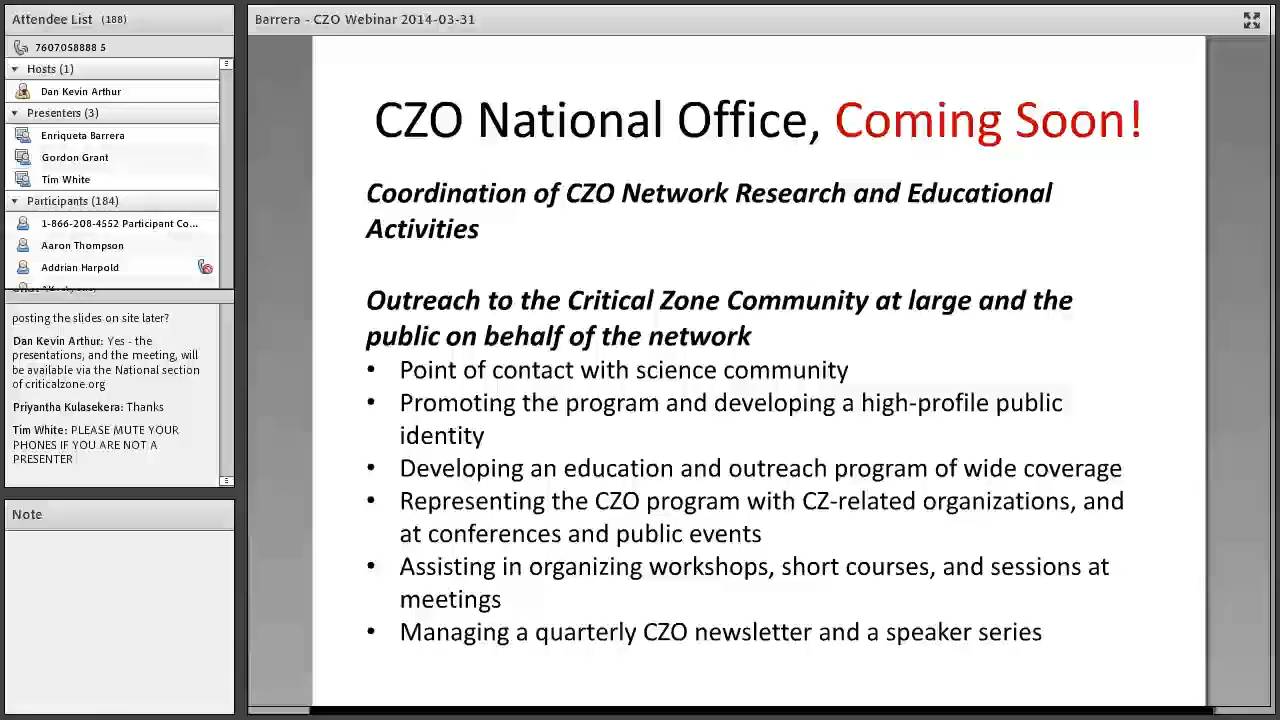 Attendee List (188)
7607058888 5
Hosts (1)
Dan Kevin Arthur
Presenters (3)
Enriqueta Barrera
Gordon Grant
Tim White
Participants (184)
1-866-208-4552 Participant Co...
Aaron Thompson
Addrian Harpold
posting the slides on site later?
Dan Kevin Arthur: Yes - the
presentations, and the meeting, will
be available via the National section
of criticalzone.org
Priyantha Kulasekera: Thanks
Tim White: PLEASE MUTE YOUR
PHONES IF YOU ARE NOT A
PRESENTER
Note
Barrera - CZO Webinar 2014-03-31
CZO National Office, Coming Soon!
Coordination of CZO Network Research and Educational
Activities
Outreach to the Critical Zone Community at large and the
public on behalf of the network
• Point of contact with science community
• Promoting the program and developing a high-profile public
identity
• Developing an education and outreach program of wide coverage
• Representing the CZO program with CZ-related organizations, and
at conferences and public events
• Assisting in organizing workshops, short courses, and sessions at
meetings
• Managing a quarterly CZO newsletter and a speaker series